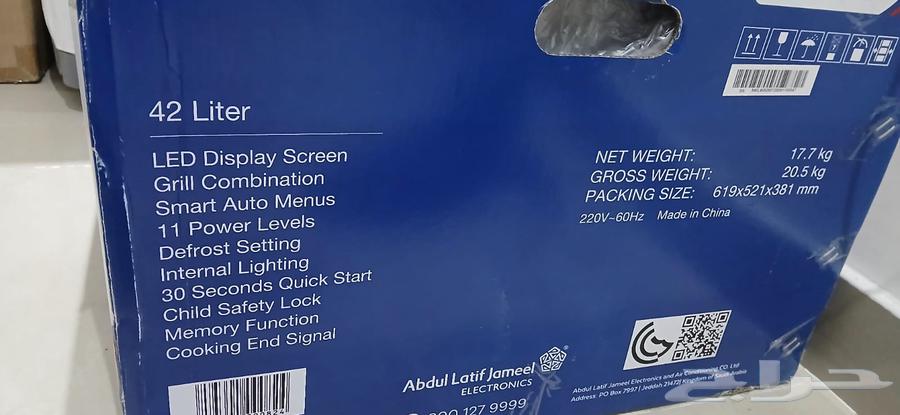 42 Liter
LED Display Screen
Grill Combination
Smart Auto Menus
11 Power Levels
Defrost Setting
Internal Lighting
30 Seconds Quick Start
Child Safety Lock
Memory Function
Cooking End Signal
NET WEIGHT: 17.7 kg
GROSS WEIGHT: 20.5 kg
PACKING SIZE: 619x521x381 mm
220V~60Hz Made in China
Abdul Latif Jameel
ELECTRONICS
127 9999
Abdul Latif Jameel Electronics and Air Conditioning CO. Ltd
Address: PO Box 7997 | Jeddah 21472 | Kingdom of Saudi Arabia
حراج